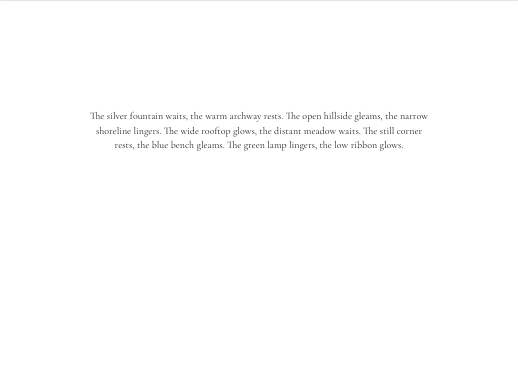 The silver fountain waits, the warm archway rests. The open hillside gleams, the narrow
shoreline lingers. The wide rooftop glows, the distant meadow waits. The still corner
rests, the blue bench gleams. The green lamp lingers, the low ribbon glows.